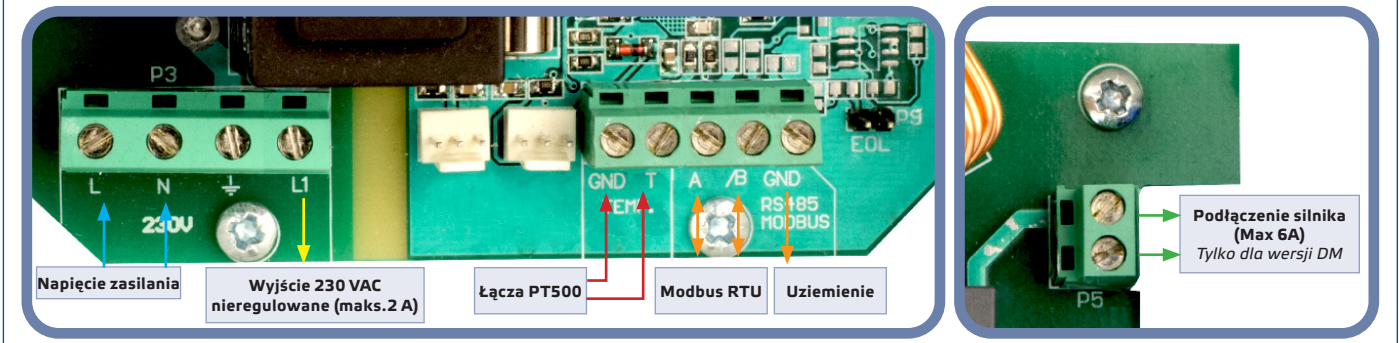 P3
L N L1
230V
GND T A /B GND
TEM.
RS485
MODBUS
P9
EOL
Napięcie zasilania
Wyjście 230 VAC
nieregulowane (maks.2 A)
Łącza PT500
Modbus RTU
Uziemienie
P5
Podłączenie silnika
(Max 6A)
Tylko dla wersji DM